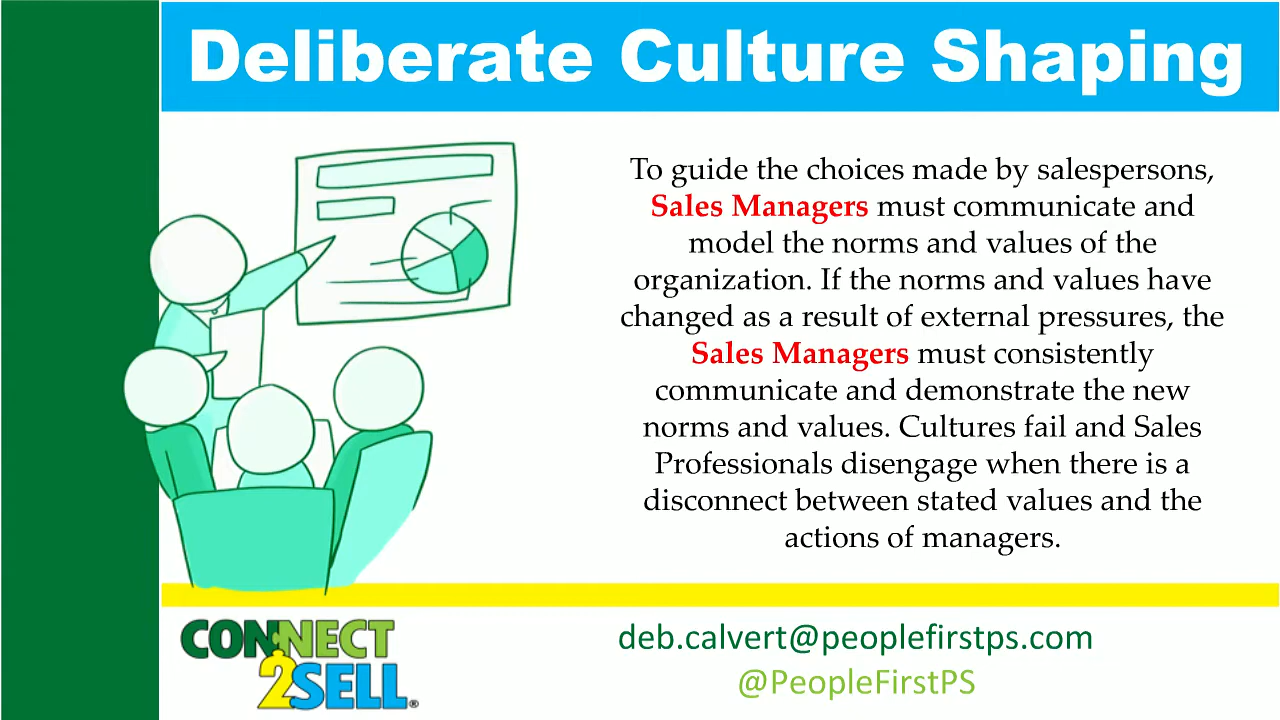 Deliberate Culture Shaping
To guide the choices made by salespersons,
Sales Managers must communicate and
model the norms and values of the
organization. If the norms and values have
changed as a result of external pressures, the
Sales Managers must consistently
communicate and demonstrate the new
norms and values. Cultures fail and Sales
Professionals disengage when there is a
disconnect between stated values and the
actions of managers.
CONNECT
2SELL®
deb.calvert@peoplefirstps.com
@PeopleFirstPS